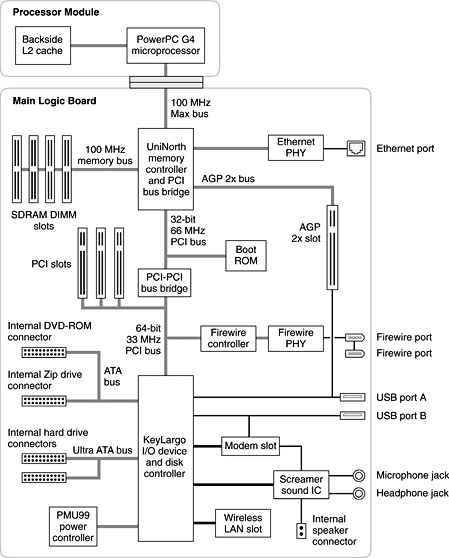 Processor Module
Backside
L2 cache
PowerPC G4
microprocessor
Main Logic Board
100 MHz
Max bus
100 MHz
memory bus
UniNorth
memory
controller
and PCI
bus bridge
Ethernet
PHY
Ethernet port
AGP 2x bus
SDRAM DIMM
slots
32-bit
66 MHz
PCI bus
Boot
ROM
AGP
2x slot
PCI slots
PCI-PCI
bus bridge
64-bit
33 MHz
PCI bus
Firewire
controller
Firewire
PHY
Firewire port
Firewire port
Internal DVD-ROM
connector
ATA
bus
Internal Zip drive
connector
USB port A
USB port B
Internal hard drive
connectors
Ultra ATA bus
KeyLargo
I/O device
and disk
controller
Modem slot
Screamer
sound IC
Microphone jack
Headphone jack
PMU99
power
controller
Wireless
LAN slot
Internal
speaker
connector